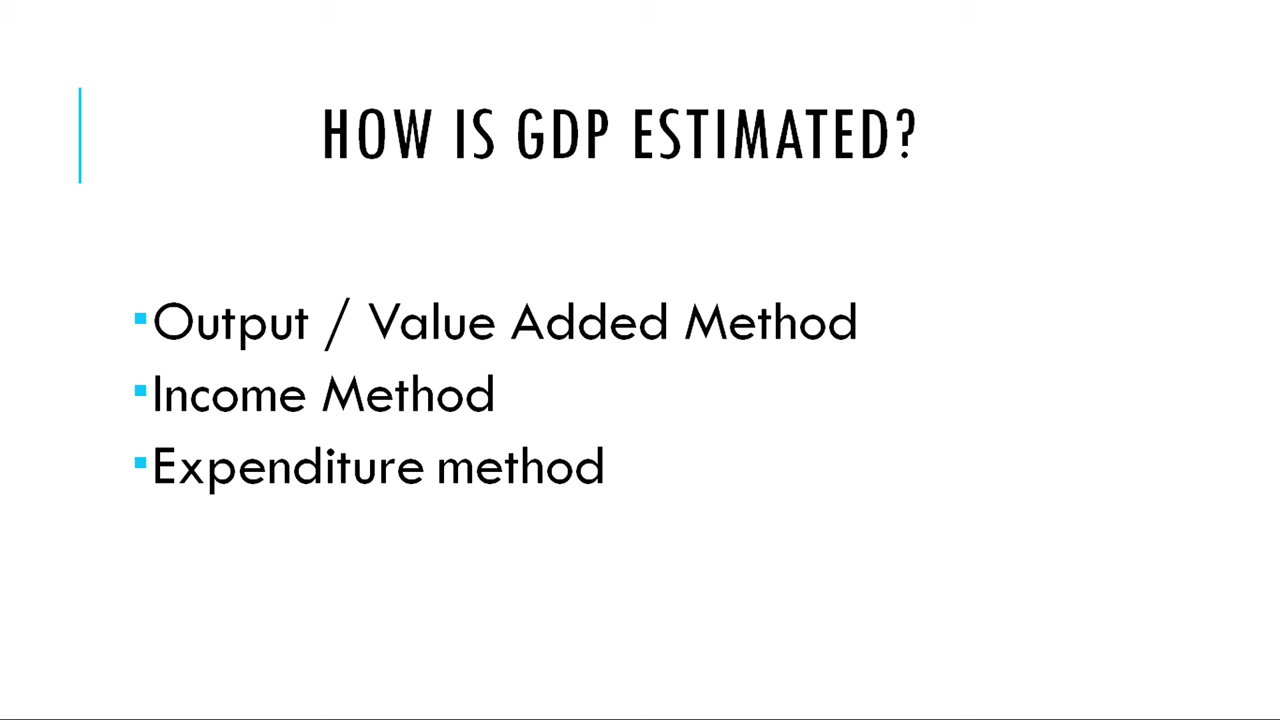 HOW IS GDP ESTIMATED?
▪Output / Value Added Method
▪Income Method
▪Expenditure method